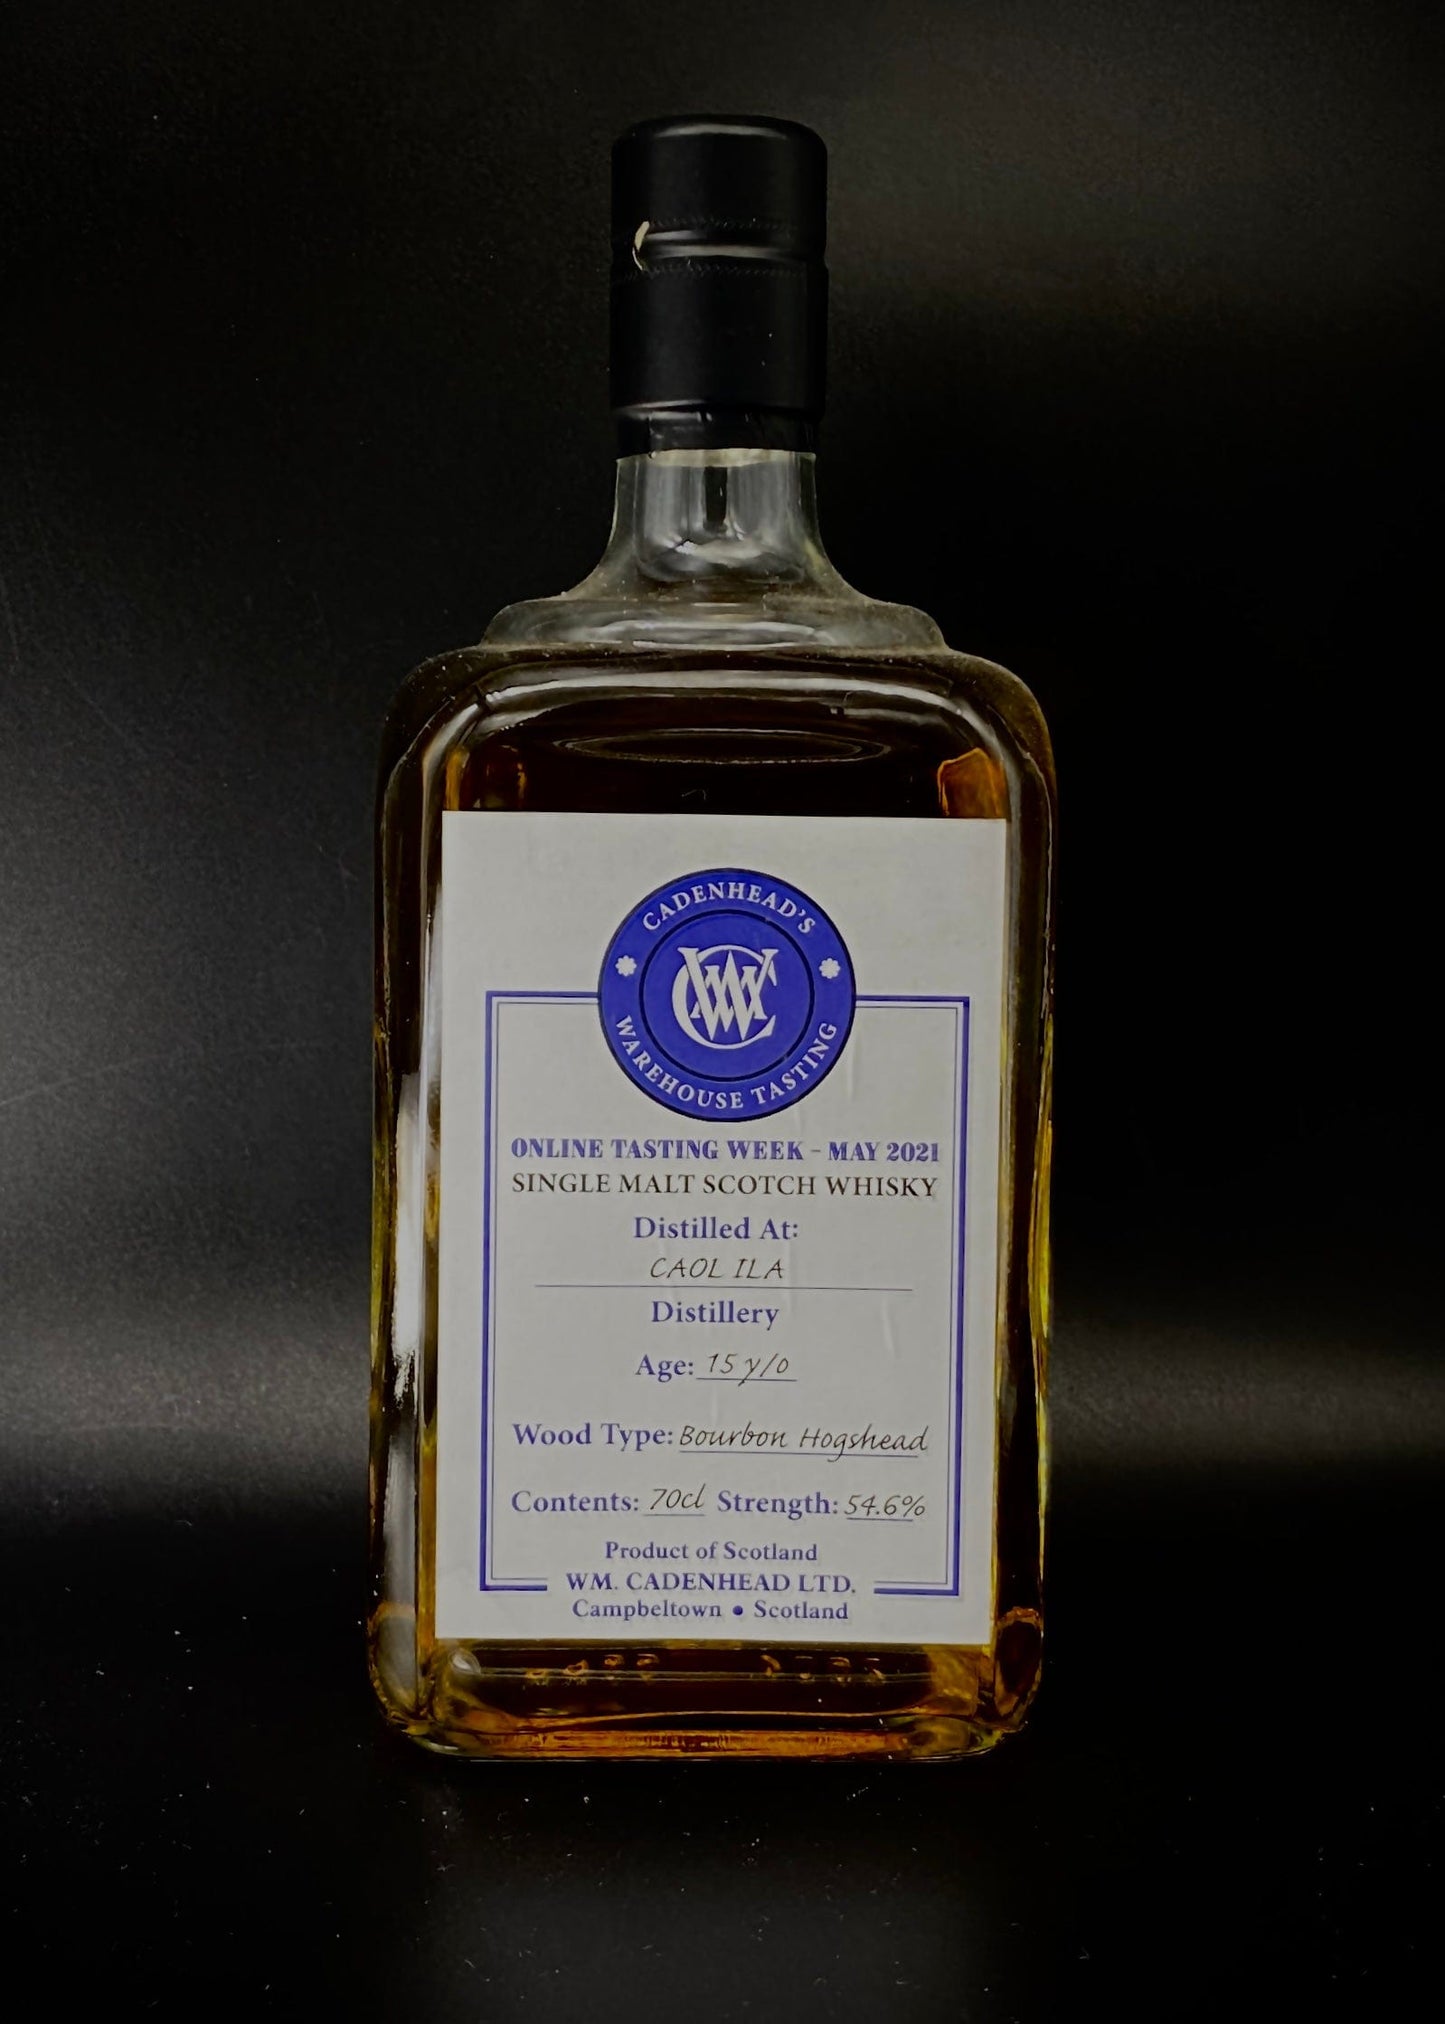 CADENHEAD'S
WC
WAREHOUSE TASTING
ONLINE TASTING WEEK - MAY 2021
SINGLE MALT SCOTCH WHISKY
Distilled At:
CAOL ILA
Distillery
Age: 15 y/o
Wood Type: Bourbon Hogshead
Contents: 70cl Strength: 54.6%
Product of Scotland
WM. CADENHEAD LTD.
Campbeltown • Scotland